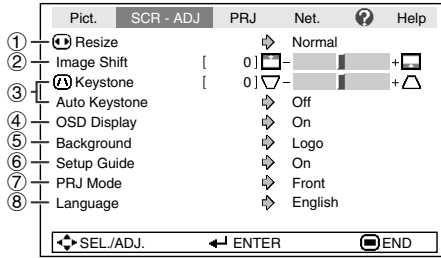 Pict. SCR - ADJ PRJ Net. ? Help
① Resize Normal
② Image Shift [ 0 ] - +
③ Keystone [ 0 ] - +
Auto Keystone Off
④ OSD Display On
⑤ Background Logo
⑥ Setup Guide On
⑦ PRJ Mode Front
⑧ Language English
SEL./ADJ. ENTER END